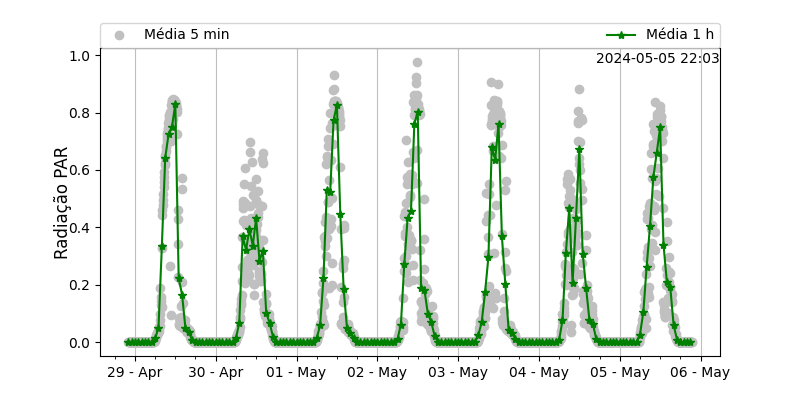 Média 5 min
Média 1 h
2024-05-05 22:03
Radiação PAR
1.0
0.8
0.6
0.4
0.2
0.0
29 - Apr
30 - Apr
01 - May
02 - May
03 - May
04 - May
05 - May
06 - May